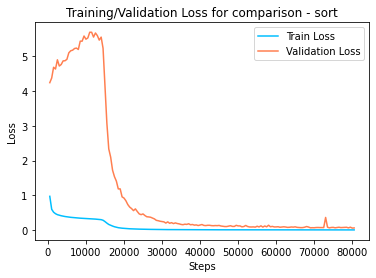 Training/Validation Loss for comparison - sort
Train Loss
Validation Loss
Loss
5
4
3
2
1
0
0 10000 20000 30000 40000 50000 60000 70000 80000
Steps